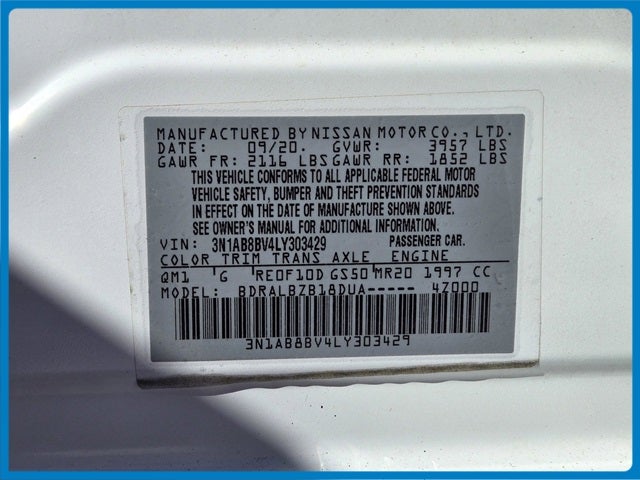 MANUFACTURED BY NISSAN MOTOR CO., LTD.
DATE: 09/20. GVWR: 3957 LBS
GAWR FR: 2116 LBS GAWR RR: 1852 LBS
THIS VEHICLE CONFORMS TO ALL APPLICABLE FEDERAL MOTOR
VEHICLE SAFETY, BUMPER AND THEFT PREVENTION STANDARDS
IN EFFECT ON THE DATE OF MANUFACTURE SHOWN ABOVE.
SEE OWNER'S MANUAL FOR ADDITIONAL INFORMATION.
VIN: 3N1AB8BV4LY303429 PASSENGER CAR.
COLOR TRIM TRANS AXLE ENGINE
QM1 G RE0F10D GS50 MR20 1997 CC
MODEL: BDRALBZB18DUA----- 4Z000
3N1AB8BV4LY303429